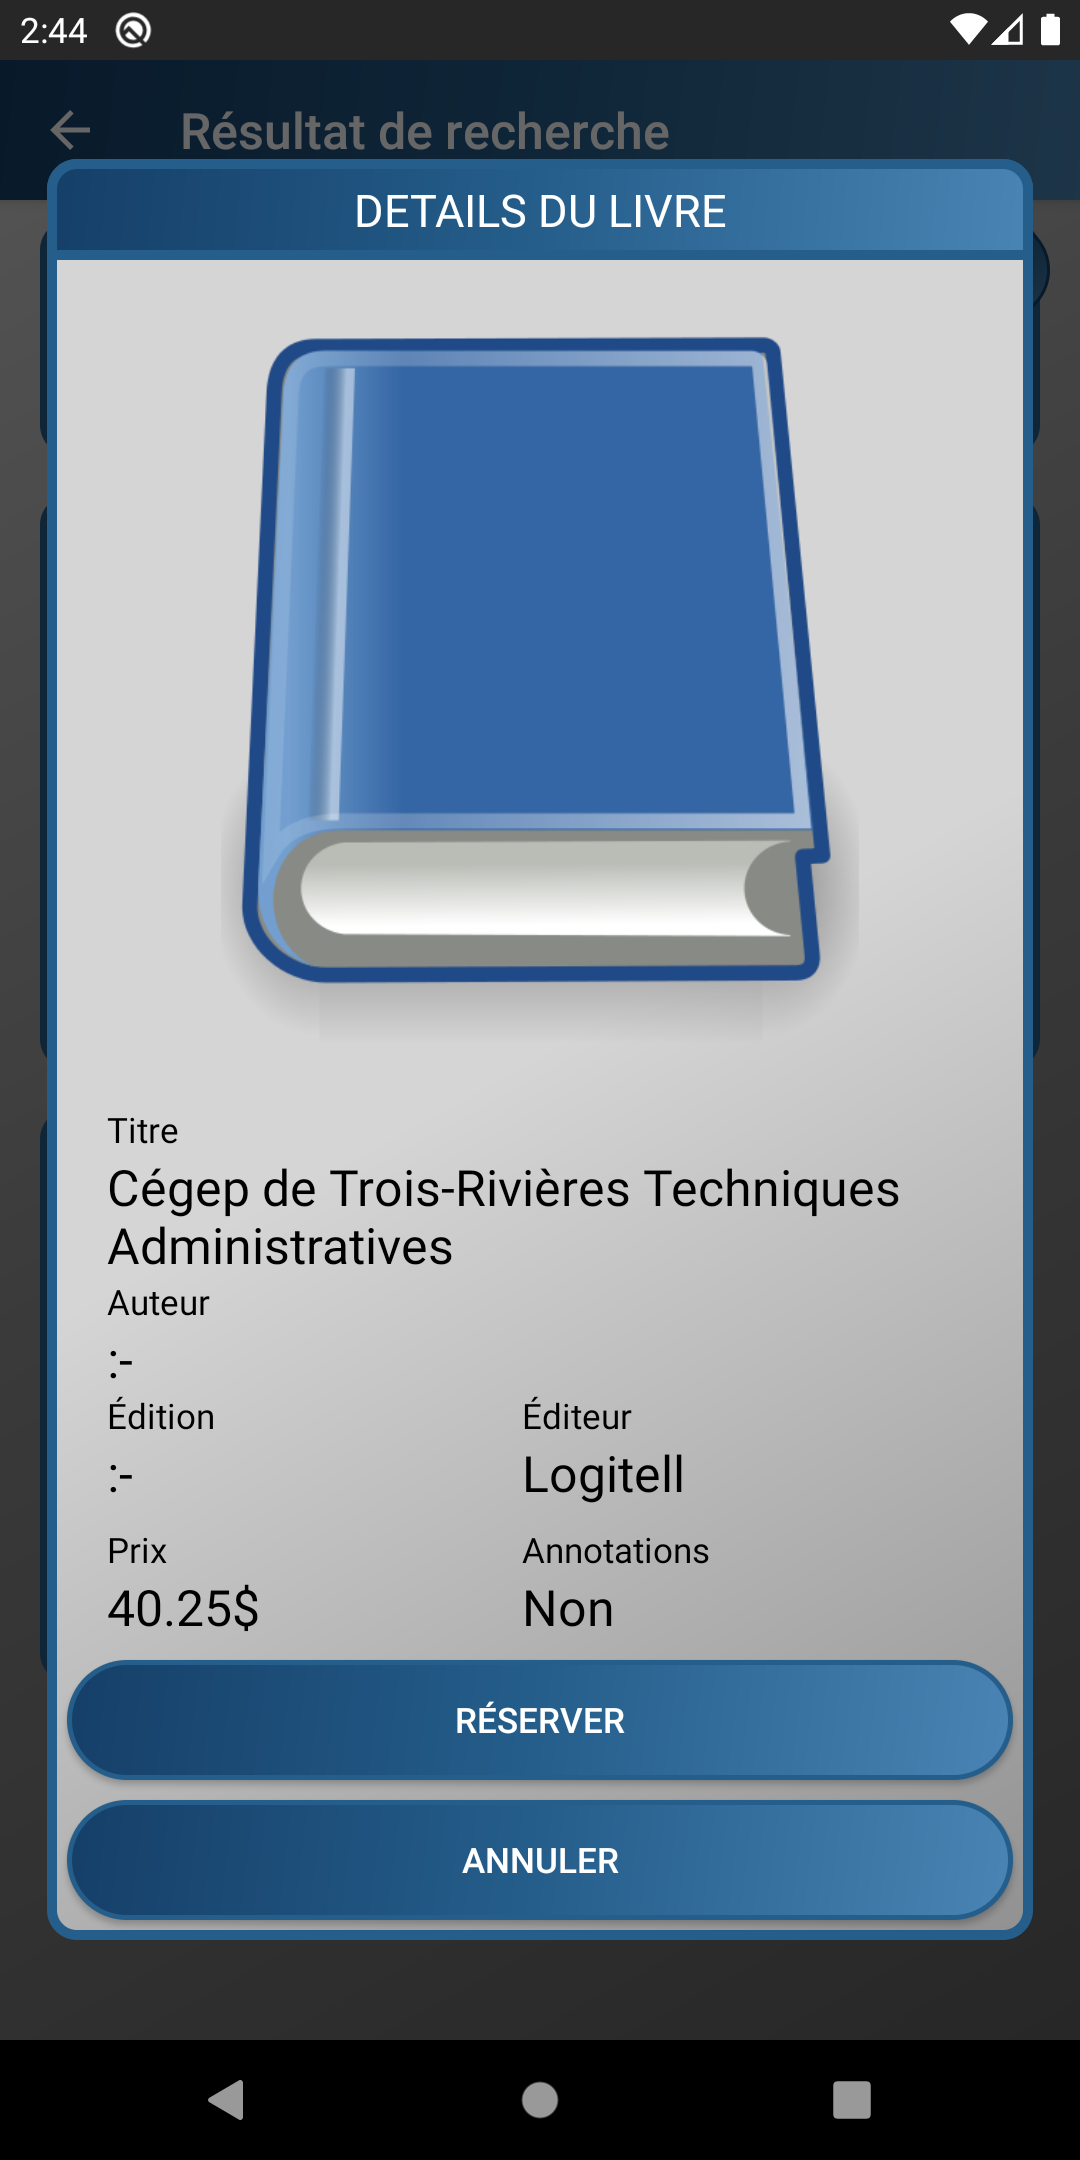 2:44
Résultat de recherche
DETAILS DU LIVRE
Titre
Cégep de Trois-Rivières Techniques
Administratives
Auteur
:-
Édition
:-
Éditeur
Logitell
Prix
40.25$
Annotations
Non
RÉSERVER
ANNULER